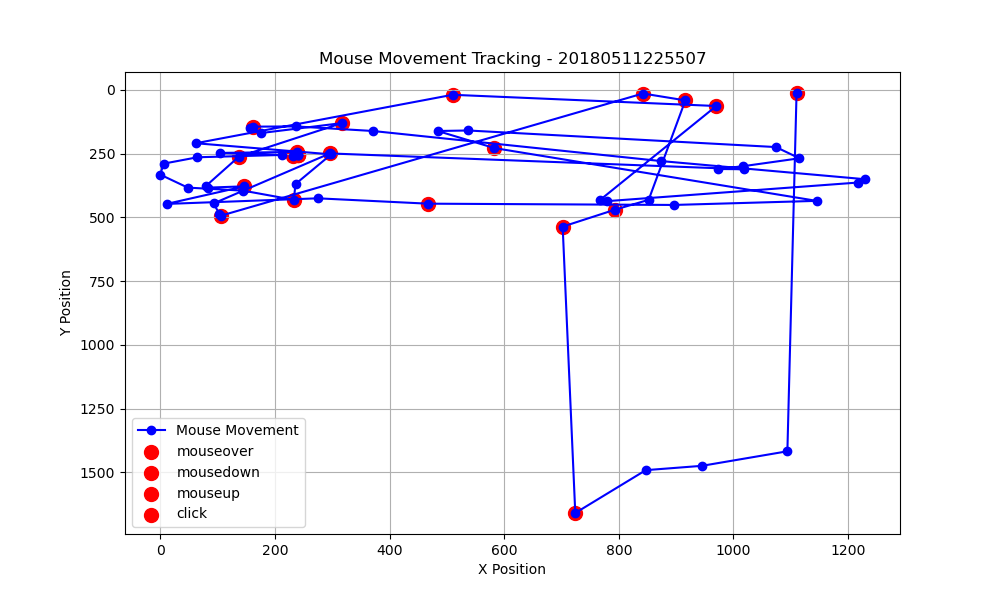 Mouse Movement Tracking - 20180511225507
0
250
500
750
1000
1250
1500
Y Position
Mouse Movement
mouseover
mousedown
mouseup
click
0 200 400 600 800 1000 1200
X Position